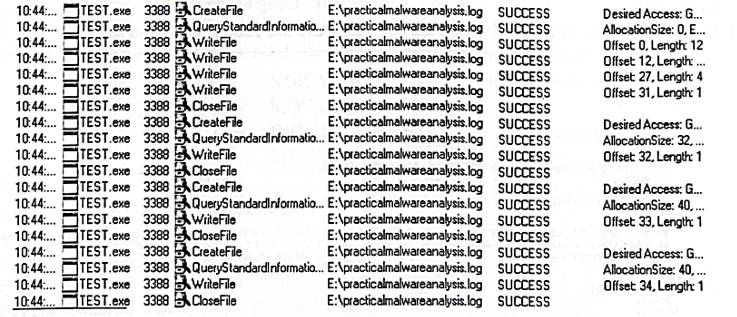 10:44:... TEST.exe 3388 CreateFile E:\practicalmalwareanalysis.log SUCCESS Desired Access: G...
10:44:... TEST.exe 3388 QueryStandardInformatio... E:\practicalmalwareanalysis.log SUCCESS AllocationSize: 0, E...
10:44:... TEST.exe 3388 WriteFile E:\practicalmalwareanalysis.log SUCCESS Offset: 0, Length: 12
10:44:... TEST.exe 3388 WriteFile E:\practicalmalwareanalysis.log SUCCESS Offset: 12, Length: ...
10:44:... TEST.exe 3388 WriteFile E:\practicalmalwareanalysis.log SUCCESS Offset: 27, Length: 4
10:44:... TEST.exe 3388 WriteFile E:\practicalmalwareanalysis.log SUCCESS Offset: 31, Length: 1
10:44:... TEST.exe 3388 CloseFile E:\practicalmalwareanalysis.log SUCCESS
10:44:... TEST.exe 3388 CreateFile E:\practicalmalwareanalysis.log SUCCESS Desired Access: G...
10:44:... TEST.exe 3388 QueryStandardInformatio... E:\practicalmalwareanalysis.log SUCCESS AllocationSize: 32, ...
10:44:... TEST.exe 3388 WriteFile E:\practicalmalwareanalysis.log SUCCESS Offset: 32, Length: 1
10:44:... TEST.exe 3388 CloseFile E:\practicalmalwareanalysis.log SUCCESS
10:44:... TEST.exe 3388 CreateFile E:\practicalmalwareanalysis.log SUCCESS Desired Access: G...
10:44:... TEST.exe 3388 QueryStandardInformatio... E:\practicalmalwareanalysis.log SUCCESS AllocationSize: 40, ...
10:44:... TEST.exe 3388 WriteFile E:\practicalmalwareanalysis.log SUCCESS Offset: 33, Length: 1
10:44:... TEST.exe 3388 CloseFile E:\practicalmalwareanalysis.log SUCCESS
10:44:... TEST.exe 3388 CreateFile E:\practicalmalwareanalysis.log SUCCESS Desired Access: G...
10:44:... TEST.exe 3388 QueryStandardInformatio... E:\practicalmalwareanalysis.log SUCCESS AllocationSize: 40, ...
10:44:... TEST.exe 3388 WriteFile E:\practicalmalwareanalysis.log SUCCESS Offset: 34, Length: 1
10:44:... TEST.exe 3388 CloseFile E:\practicalmalwareanalysis.log SUCCESS